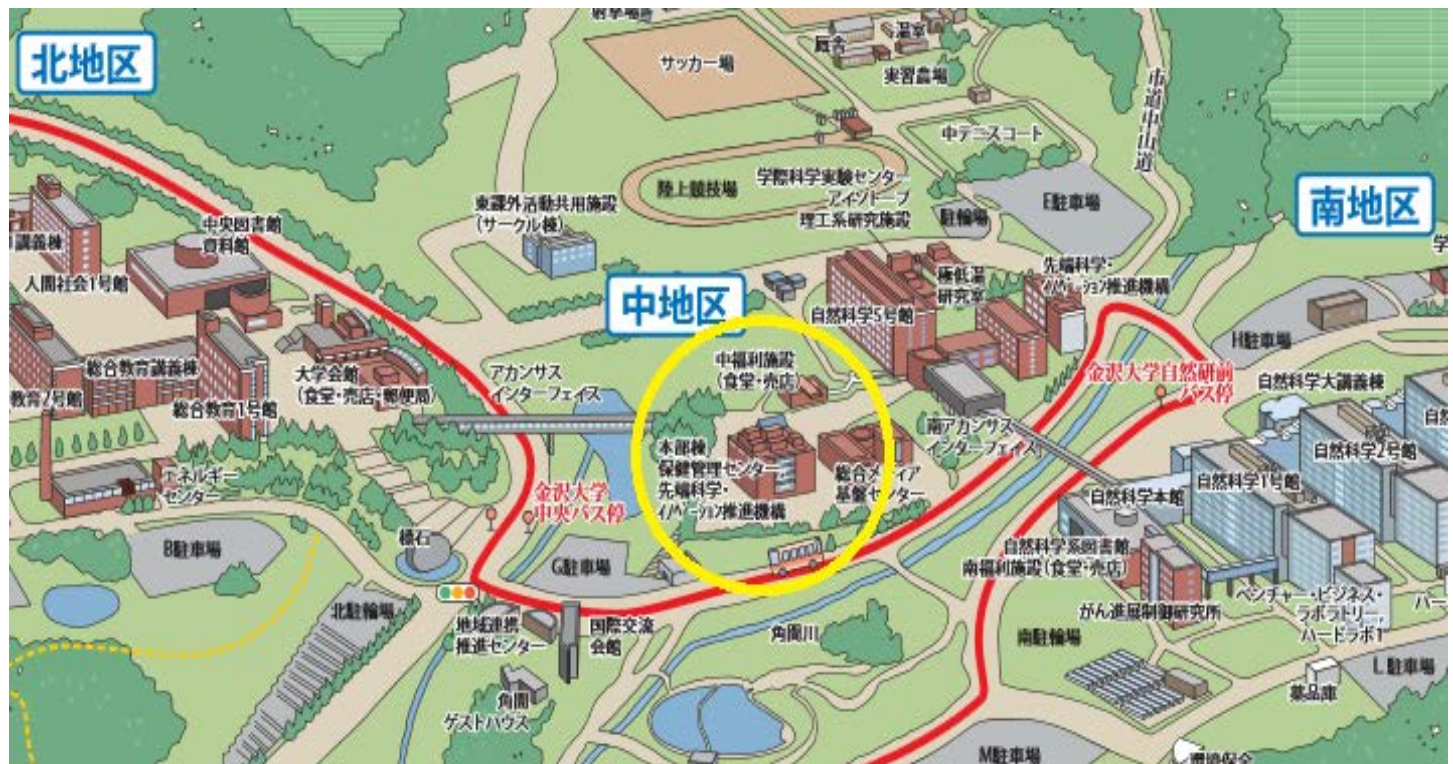 北地区
サッカー場
厩舎
温室
実習農場
市道中山道
中テニスコート
陸上競技場
学際科学実験センター
アイソトープ
理工系研究施設
駐輪場
E駐車場
南地区
東課外活動共用施設
(サークル棟)
中央図書館
資料館
人間社会1号館
中地区
極低温
研究室
先端科学・
イノベーション推進機構
自然科学5号館
H駐車場
総合教育講義棟
大学会館
(食堂・売店・郵便局)
総合教育1号館
アカンサス
インターフェイス
中福利施設
(食堂・売店)
金沢大学自然研前
バス停
自然科学大講義棟
自然科学2号館
自然科学1号館
南アカンサス
インターフェイス
本部棟
保健管理センター
先端科学・
イノベーション推進機構
総合メディア
基盤センター
自然科学本館
エネルギー
センター
金沢大学
中央バス停
B駐車場
標石
G駐車場
自然科学系図書館
南福利施設(食堂・売店)
がん進展制御研究所
ベンチャー・ビジネス・
ラボラトリー,
ハードラボ1
北駐輪場
地域連携
推進センター
国際交流
会館
角間川
南駐輪場
L駐車場
薬品庫
角間
ゲストハウス
M駐車場
環境保全